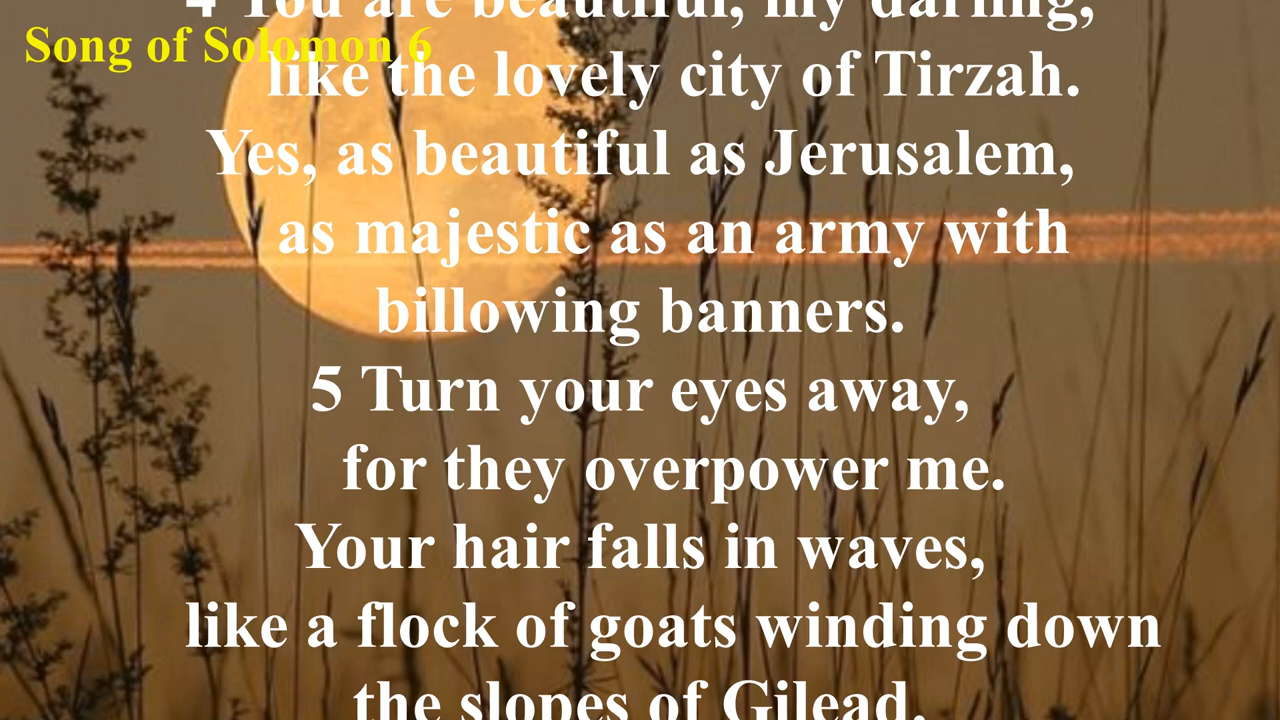 4 You are beautiful, my darling,
Song of Solomon 6
like the lovely city of Tirzah.
Yes, as beautiful as Jerusalem,
as majestic as an army with
billowing banners.
5 Turn your eyes away,
for they overpower me.
Your hair falls in waves,
like a flock of goats winding down
the slopes of Gilead.